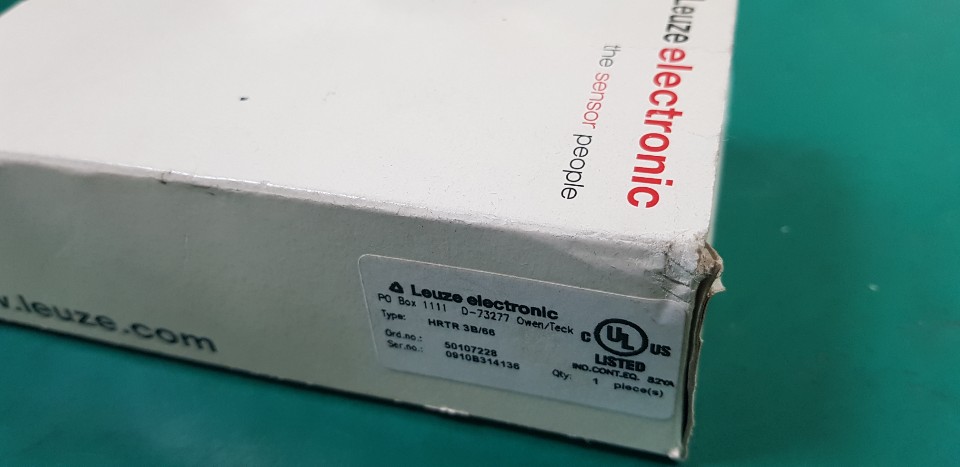 Leuze electronic
the sensor people
.leuze.com
Leuze electronic
PO Box 1111 D-73277 Owen/Teck
Type: HRTR 3B/66
Ord.no.: 50107228
Ser.no.: 0910B314136
C UL US
LISTED
IND.CONT.EQ. 82YA
Qty: 1 piece(s)